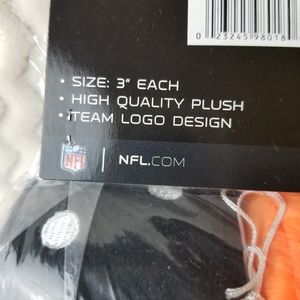 0 23245 98018
• SIZE: 3" EACH
• HIGH QUALITY PLUSH
• TEAM LOGO DESIGN
NFL | NFL.COM